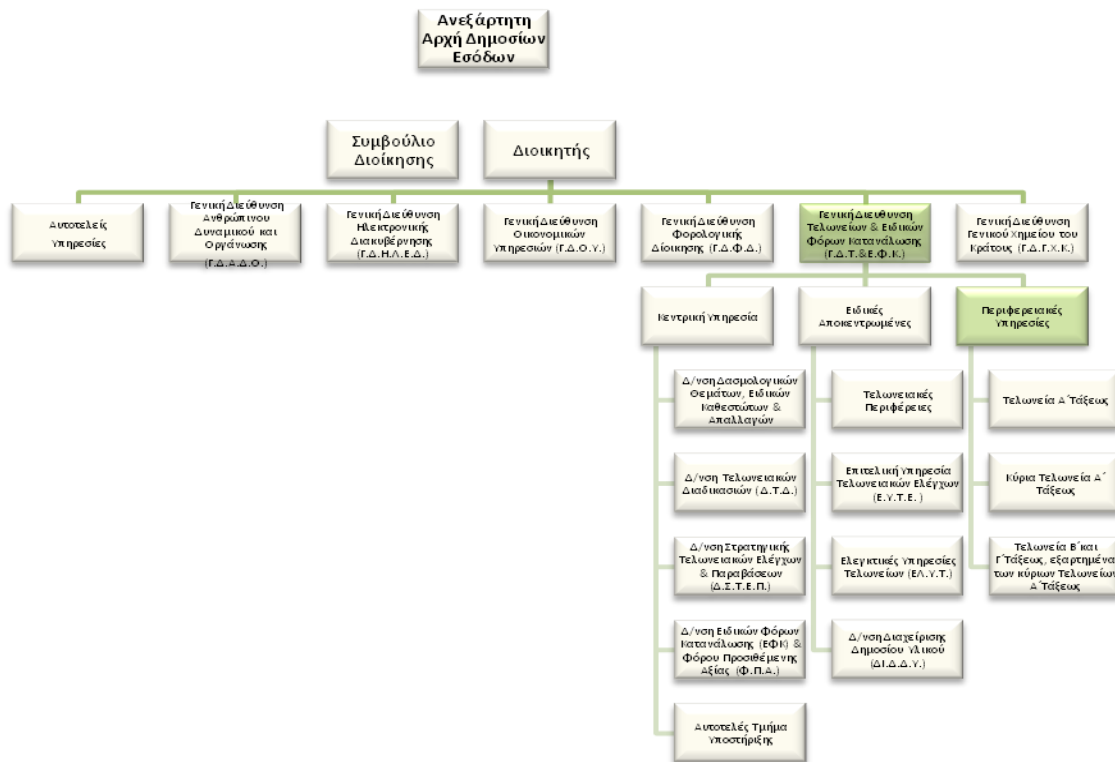 Ανεξάρτητη
Αρχή Δημοσίων
Εσόδων
Συμβούλιο
Διοίκησης
Διοικητής
Αυτοτελείς
Υπηρεσίες
Γενική Διεύθυνση
Ανθρώπινου
Δυναμικού και
Οργάνωσης
(Γ.Δ.Α.Δ.Ο.)
Γενική Διεύθυνση
Ηλεκτρονικής
Διακυβέρνησης
(Γ.Δ.Η.Λ.Ε.Δ.)
Γενική Διεύθυνση
Οικονομικών
Υπηρεσιών (Γ.Δ.Ο.Υ.)
Γενική Διεύθυνση
Φορολογικής
Δίοικησης (Γ.Δ.Φ.Δ.)
Γενική Διευθυνση
Τελωνείων & Ειδικών
Φόρων Κατανάλωσης
(Γ.Δ.Τ.&Ε.Φ.Κ.)
Γενική Διεύθυνση
Γενικού Χημείου του
Κράτους (Γ.Δ.Γ.Χ.Κ.)
Κεντρική Υπηρεσία
Ειδικές
Αποκεντρωμένες
Περιφερειακές
Υπηρεσίες
Δ/νση Δασμολογικών
Θεμάτων, Ειδικών
Καθεστώτων &
Απαλλαγών
Δ/νση Τελωνειακών
Διαδικασιών (Δ.Τ.Δ.)
Δ/νση Στρατηγικής
Τελωνειακών Ελέγχων
& Παραβάσεων
(Δ.Σ.Τ.Ε.Π.)
Δ/νση Ειδικών Φόρων
Κατανάλωσης (ΕΦΚ) &
Φόρου Προσιθέμενης
Αξίας (Φ.Π.Α.)
Αυτοτελές Τμήμα
Υποστήριξης
Τελωνειακές
Περιφέρειες
Επιτελική Υπηρεσία
Τελωνειακών Ελέγχων
(Ε.Υ.Τ.Ε. )
Ελεγκτικές Υπηρεσίες
Τελωνείων (ΕΛ.Υ.Τ.)
Δ/νση Διαχείρισης
Δημοσίου Υλικού
(ΔΙ.Δ.Δ.Υ.)
Τελωνεία Α΄Τάξεως
Κύρια Τελωνεία Α΄
Τάξεως
Τελωνεία Β΄και
Γ΄Τάξεως, εξαρτημένα
των κύριων Τελωνείων
Α΄Τάξεως